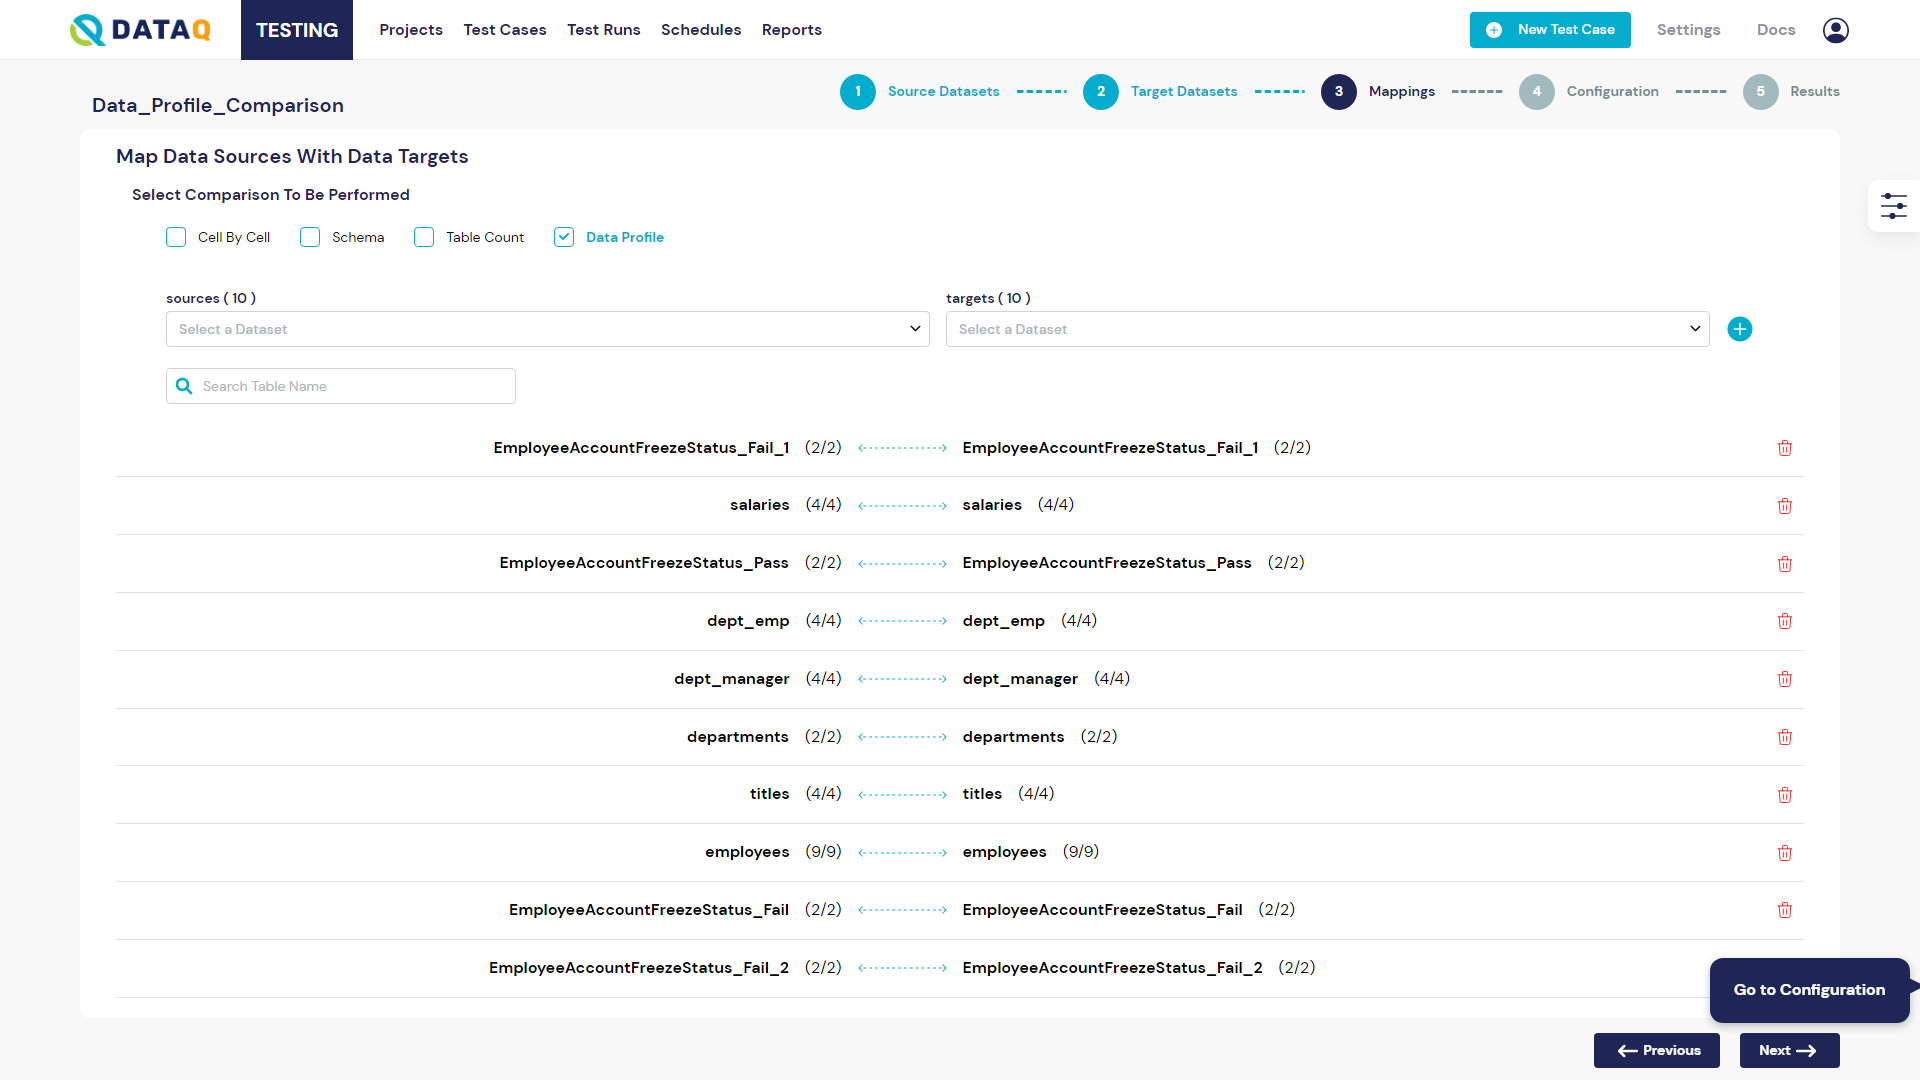 DATAQ TESTING Projects Test Cases Test Runs Schedules Reports New Test Case Settings Docs
Data_Profile_Comparison
1 Source Datasets 2 Target Datasets 3 Mappings 4 Configuration 5 Results
Map Data Sources With Data Targets
Select Comparison To Be Performed
Cell By Cell Schema Table Count Data Profile
sources ( 10 ) targets ( 10 )
Select a Dataset Select a Dataset
Search Table Name
EmployeeAccountFreezeStatus_Fail_1 (2/2) EmployeeAccountFreezeStatus_Fail_1 (2/2)
salaries (4/4) salaries (4/4)
EmployeeAccountFreezeStatus_Pass (2/2) EmployeeAccountFreezeStatus_Pass (2/2)
dept_emp (4/4) dept_emp (4/4)
dept_manager (4/4) dept_manager (4/4)
departments (2/2) departments (2/2)
titles (4/4) titles (4/4)
employees (9/9) employees (9/9)
EmployeeAccountFreezeStatus_Fail (2/2) EmployeeAccountFreezeStatus_Fail (2/2)
EmployeeAccountFreezeStatus_Fail_2 (2/2) EmployeeAccountFreezeStatus_Fail_2 (2/2)
Go to Configuration
Previous Next